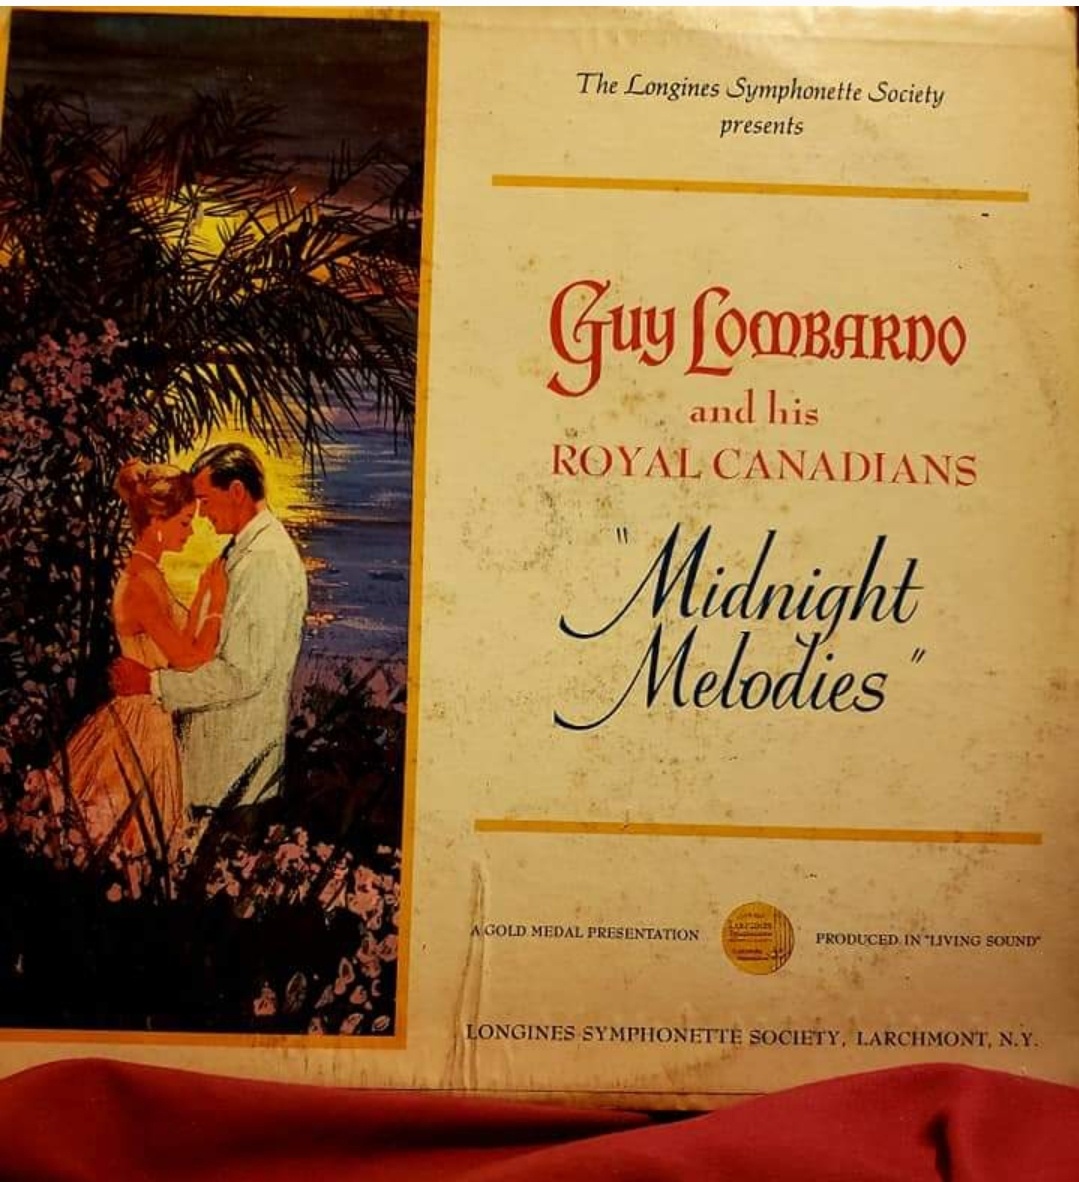 The Longines Symphonette Society
presents
Guy Lombardo
and his
ROYAL CANADIANS
"Midnight
Melodies"
A GOLD MEDAL PRESENTATION
PRODUCED IN "LIVING SOUND"
LONGINES SYMPHONETTE SOCIETY, LARCHMONT, N.Y.